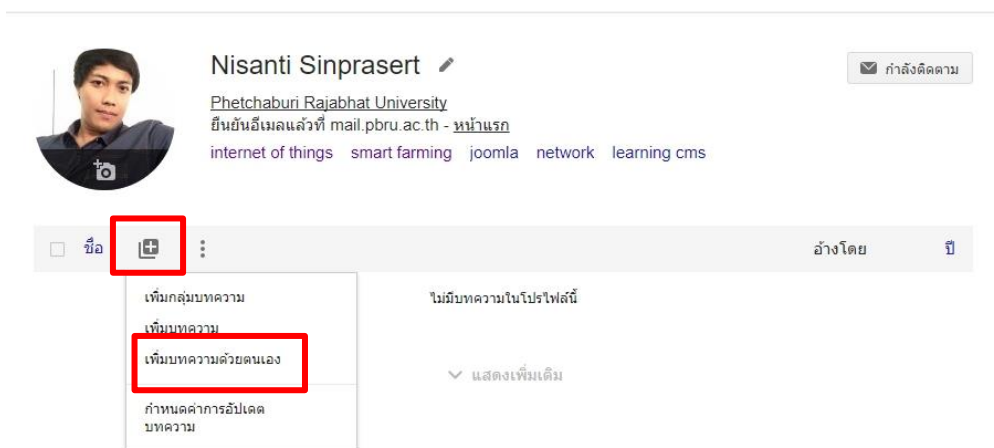 Nisanti Sinprasert
กำลังติดตาม
Phetchaburi Rajabhat University
ยืนยันอีเมลแล้วที่ mail.pbru.ac.th - หน้าแรก
internet of things smart farming joomla network learning cms
ชื่อ อ้างโดย ปี
เพิ่มกลุ่มบทความ
ไม่มีบทความในโปรไฟล์นี้
เพิ่มบทความ
เพิ่มบทความด้วยตนเอง
แสดงเพิ่มเติม
กำหนดค่าการอัปเดต
บทความ